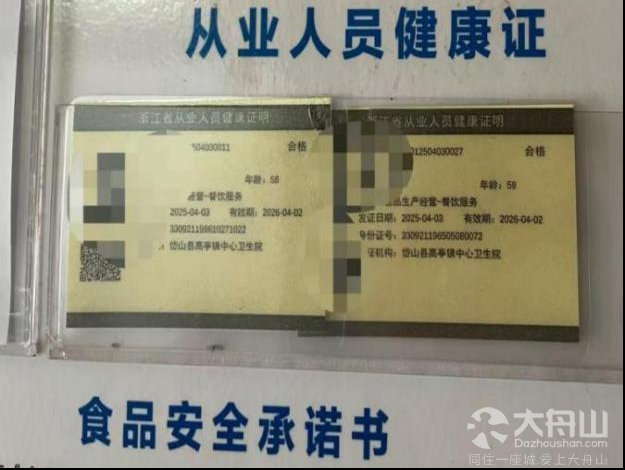 从业人员健康证
浙江省从业人员健康证明
504030011 合格
年龄：58
经营-餐饮服务
2025-04-03 有效期：2026-04-02
330921196610271022
岱山县高亭镇中心卫生院
江省从业人员健康证明
012504030027 合格
年龄：59
品生产经营-餐饮服务
发证日期：2025-04-03 有效期：2026-04-02
身份证号：330921196505080072
证机构：岱山县高亭镇中心卫生院
食品安全承诺书
大舟山
Dazhoushan.com
同住一座城,爱上大舟山